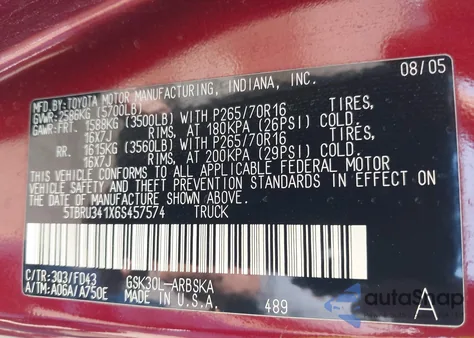 08/05
MFD. BY:TOYOTA MOTOR MANUFACTURING, INDIANA, INC.
GVWR:2586KG (5700LB)
GAWR:FRT. 1588KG (3500LB) WITH P265/70R16 TIRES,
16X7J RIMS, AT 180KPA (26PSI) COLD.
RR. 1615KG (3560LB) WITH P265/70R16 TIRES,
16X7J RIMS, AT 200KPA (29PSI) COLD.
THIS VEHICLE CONFORMS TO ALL APPLICABLE FEDERAL MOTOR
VEHICLE SAFETY AND THEFT PREVENTION STANDARDS IN EFFECT ON
THE DATE OF MANUFACTURE SHOWN ABOVE.
5TBRU341X6S457574 TRUCK
C/TR:3Q3/FD43 GSK30L-ARBSKA
A/TM:A06A/A750E MADE IN U.S.A. 489 A
autoSnap